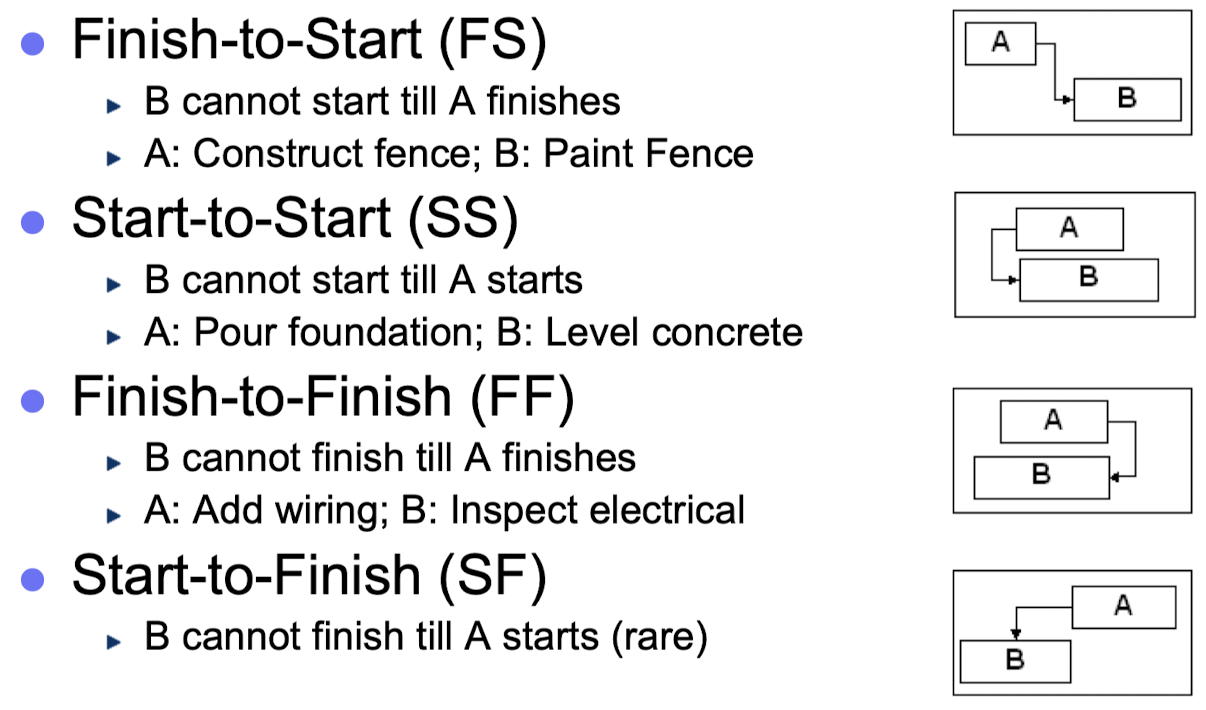 Finish-to-Start (FS)
B cannot start till A finishes
A: Construct fence; B: Paint Fence
A
B
Start-to-Start (SS)
B cannot start till A starts
A: Pour foundation; B: Level concrete
A
B
Finish-to-Finish (FF)
B cannot finish till A finishes
A: Add wiring; B: Inspect electrical
A
B
Start-to-Finish (SF)
B cannot finish till A starts (rare)
A
B